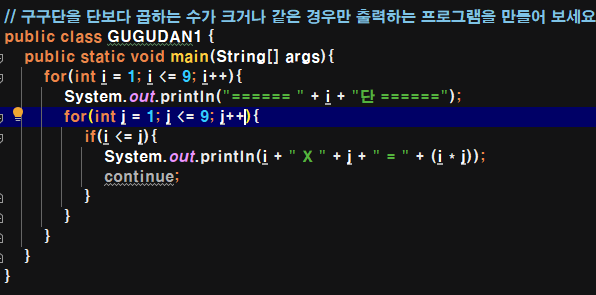 // 구구단을 단보다 곱하는 수가 크거나 같은 경우만 출력하는 프로그램을 만들어 보세요
public class GUGUDAN1 {
public static void main(String[] args){
for(int i = 1; i <= 9; i++){
System.out.println("====== " + i + "단 ======");
for(int j = 1; j <= 9; j++){
if(i <= j){
System.out.println(i + " X " + j + " = " + (i * j));
continue;
}
}
}
}
}